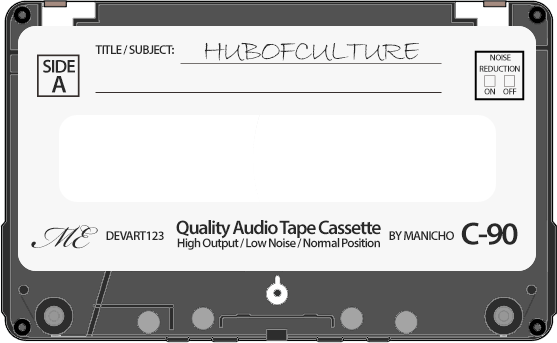 TITLE / SUBJECT: HUBOFCULTURE
SIDE
A
NOISE
REDUCTION
ON OFF
ME DEVART123 Quality Audio Tape Cassette BY MANICHO C-90
High Output / Low Noise / Normal Position